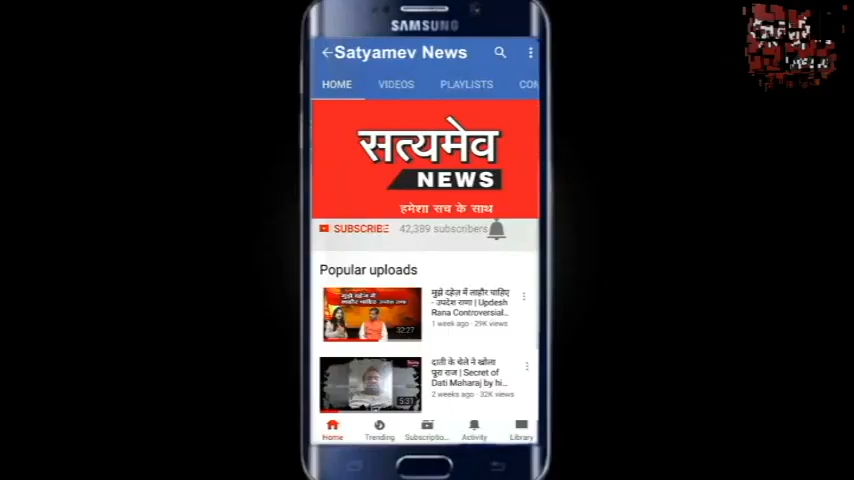 SAMSUNG
Satyamev News
HOME VIDEOS PLAYLISTS CON
सत्यमेव
NEWS
हमेशा सच के साथ
SUBSCRIBE 42,389 subscribers
Popular uploads
मुझे दहेज़ में लाहौर चाहिए
- उपदेश राणा | Updesh
Rana Controversial...
1 week ago · 29K views
मुझे दहेज़ में
32:27
दाती के चेले ने खोला
पूरा राज | Secret of
Dati Maharaj by hi...
2 weeks ago · 32K views
5:31
Home Trending Subscriptio... Activity Library